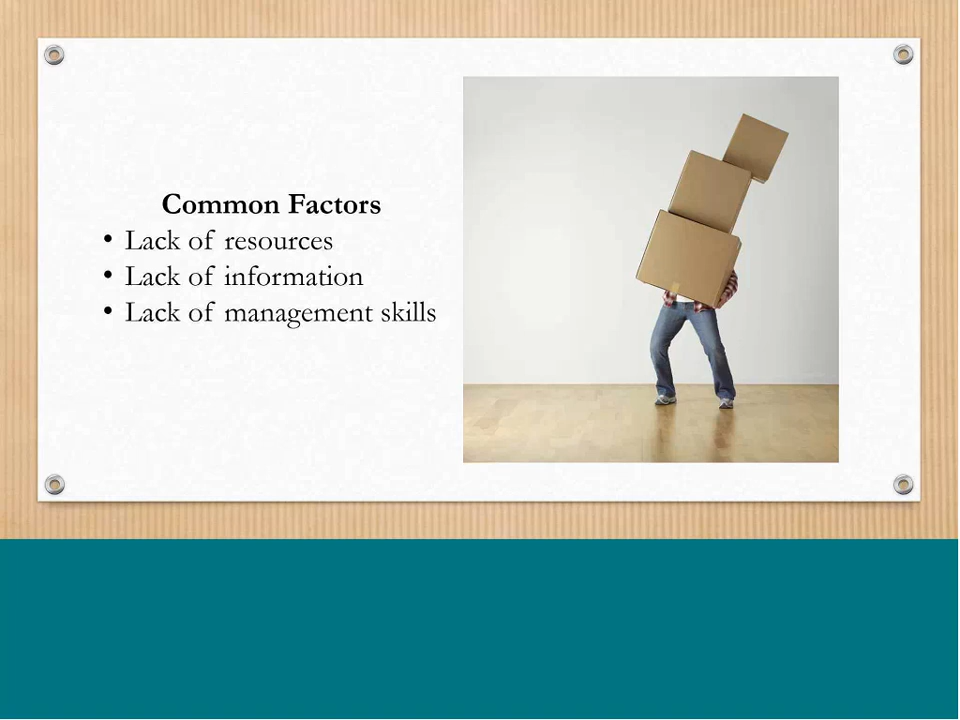 Common Factors
• Lack of resources
• Lack of information
• Lack of management skills